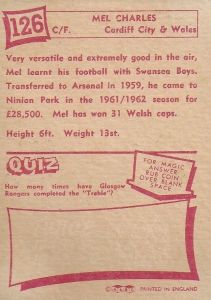 126
MEL CHARLES
C/F.
Cardiff City & Wales
Very versatile and extremely good in the air,
Mel learnt his football with Swansea Boys.
Transferred to Arsenal in 1959, he came to
Ninian Park in the 1961/1962 season for
£28,500. Mel has won 31 Welsh caps.
Height 6ft. Weight 13st.
QUIZ
How many times have Glasgow
Rangers completed the "Treble"?
FOR MAGIC
ANSWER
RUB COIN
OVER BLANK
SPACE
PRINTED IN ENGLAND